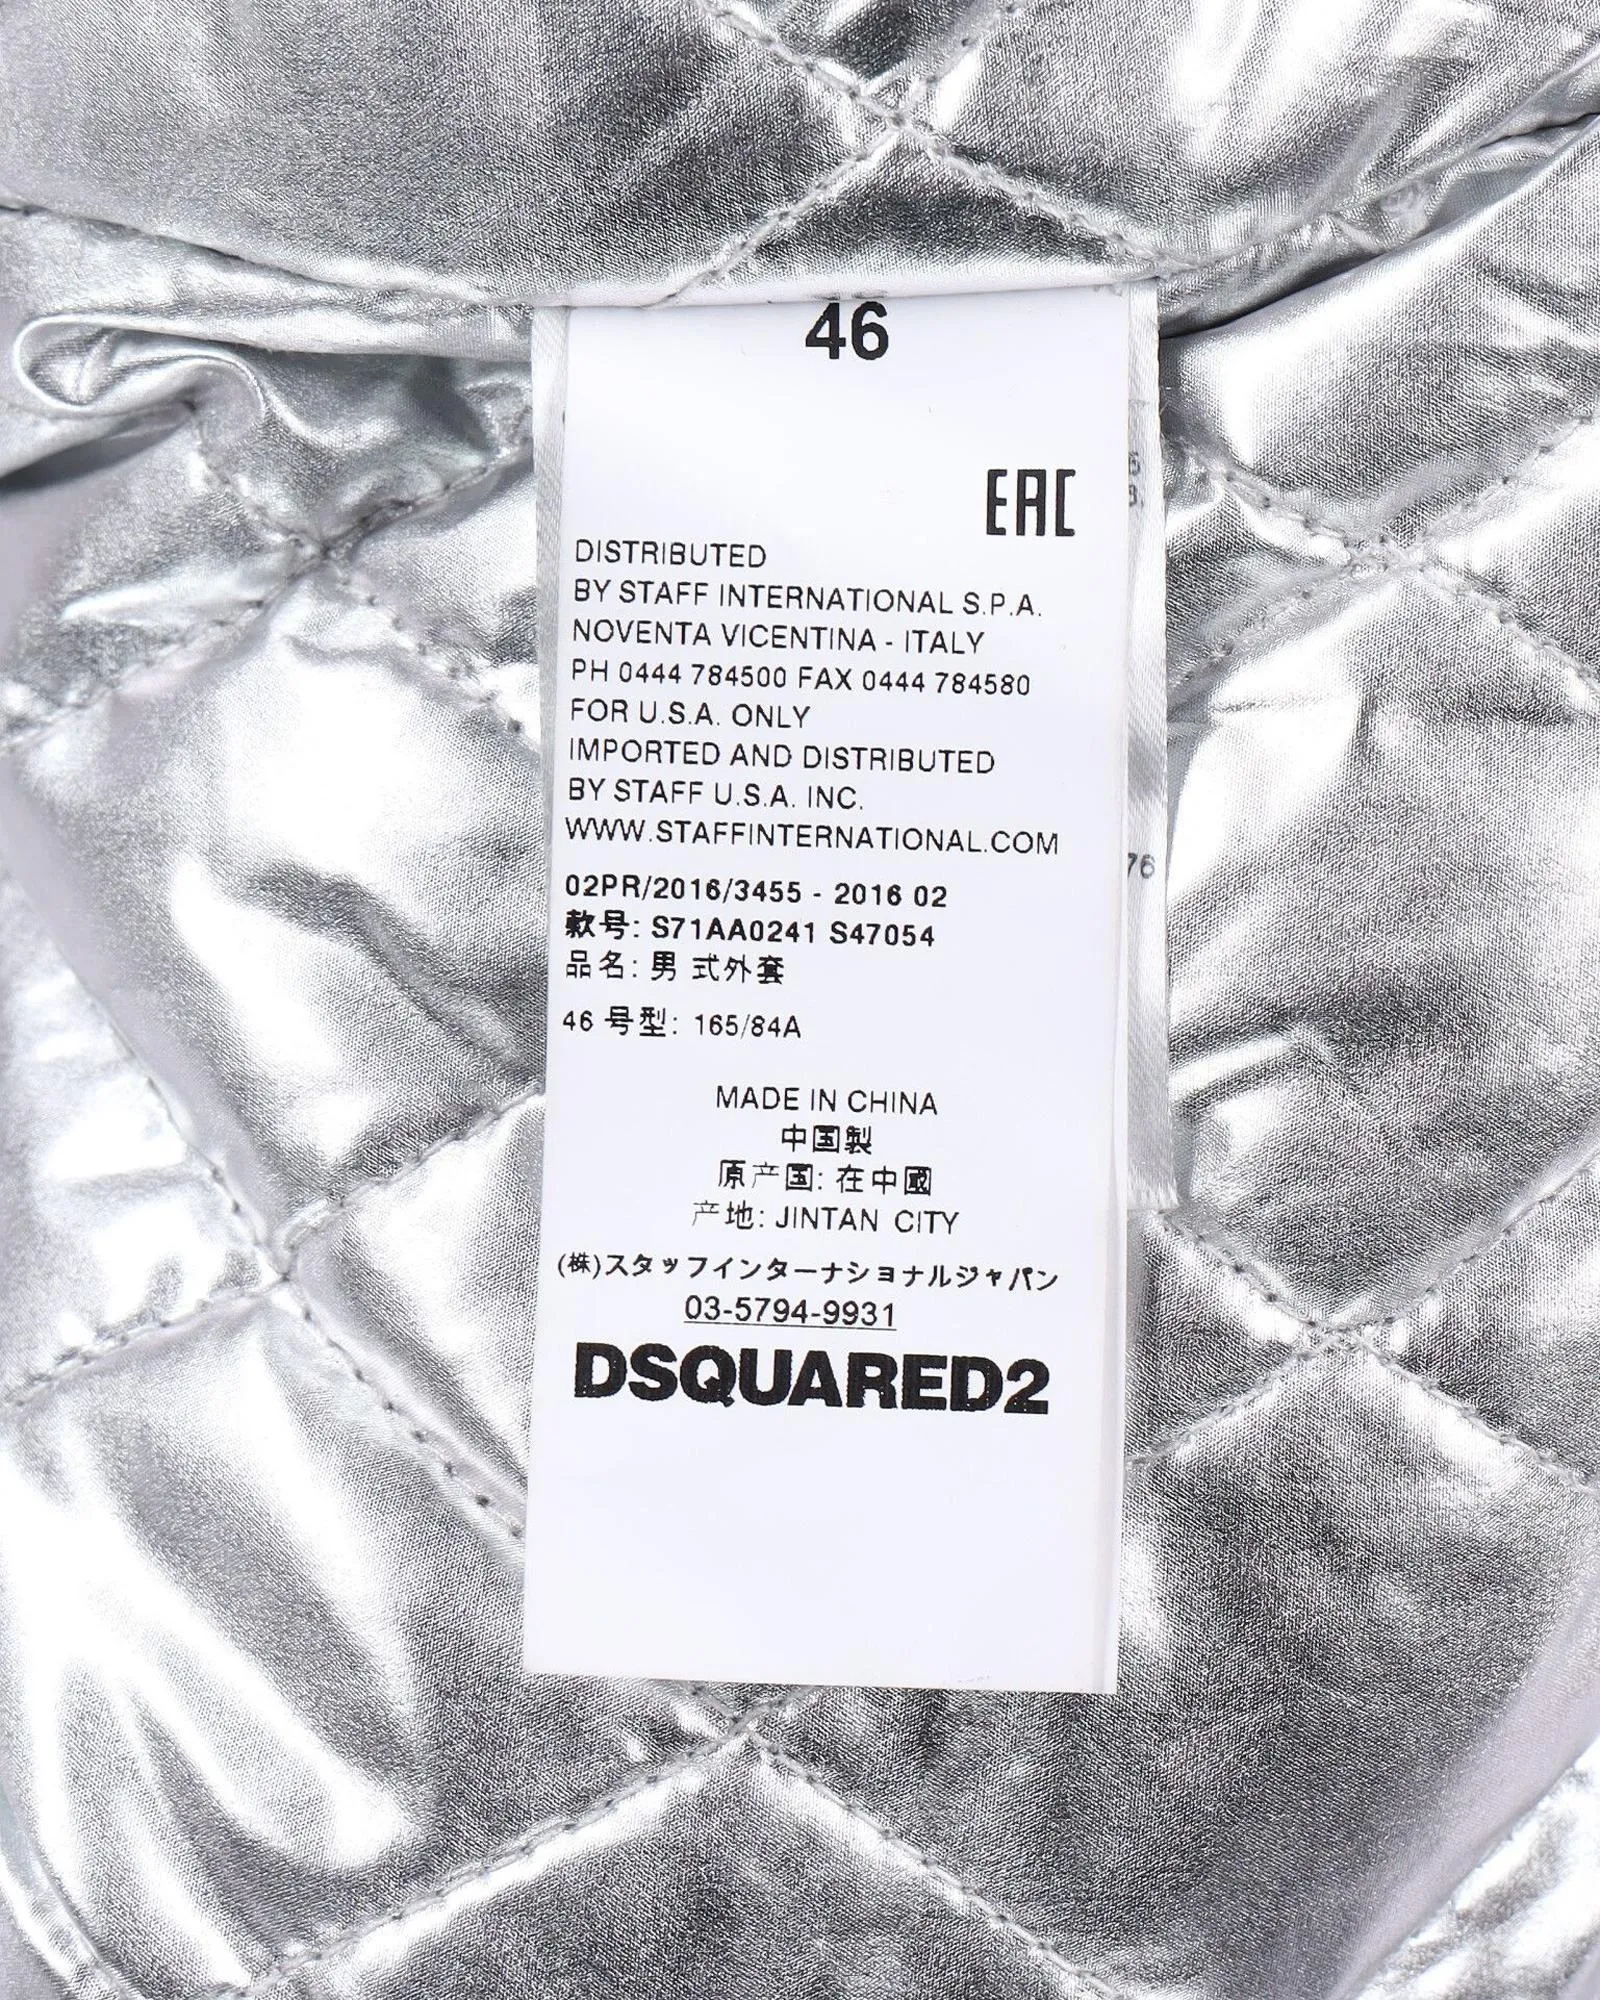 46
EAC
DISTRIBUTED
BY STAFF INTERNATIONAL S.P.A.
NOVENTA VICENTINA - ITALY
PH 0444 784500 FAX 0444 784580
FOR U.S.A. ONLY
IMPORTED AND DISTRIBUTED
BY STAFF U.S.A. INC.
WWW.STAFFINTERNATIONAL.COM
02PR/2016/3455 - 2016 02
款号: S71AA0241 S47054
品名: 男 式外套
46 号型: 165/84A
MADE IN CHINA
中国製
原产国: 在中國
产地: JINTAN CITY
(株)スタッフインターナショナルジャパン
03-5794-9931
DSQUARED2
76